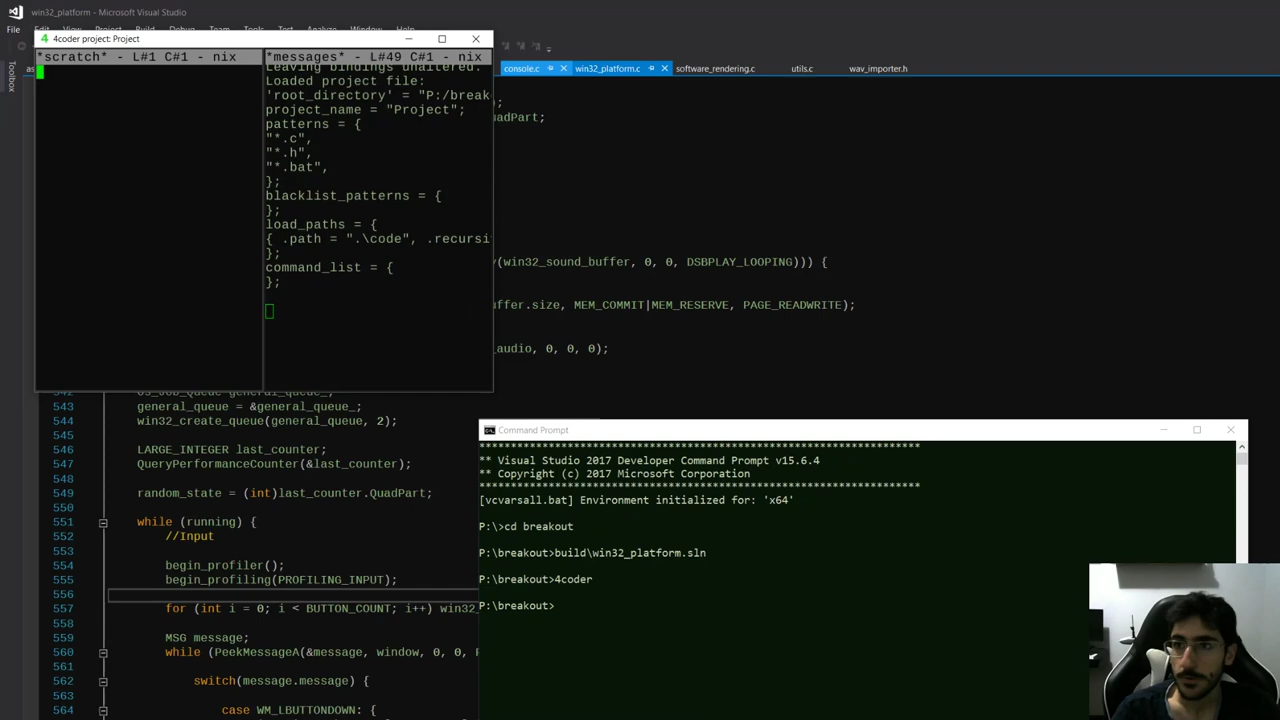 win32_platform - Microsoft Visual Studio
File
View
Project
Build
Debug
Team
Tools
Test
Analyze
Window
Help
Toolbox
4coder project: Project
*scratch* - L#1 C#1 - nix
*messages* - L#49 C#1 - nix
Leaving bindings unaltered.
Loaded project file:
'root_directory' = "P:/break
project_name = "Project";
patterns = {
"*.c",
"*.h",
"*.bat",
};
blacklist_patterns = {
};
load_paths = {
{ .path = ".\code", .recursi
};
command_list = {
};
console.c
win32_platform.c
software_rendering.c
utils.c
wav_importer.h
;
uadPart;
(win32_sound_buffer, 0, 0, DSBPLAY_LOOPING))) {
uffer.size, MEM_COMMIT|MEM_RESERVE, PAGE_READWRITE);
_audio, 0, 0, 0);
542 Os_Job_Queue general_queue_;
543 general_queue = &general_queue_;
544 win32_create_queue(general_queue, 2);
545
546 LARGE_INTEGER last_counter;
547 QueryPerformanceCounter(&last_counter);
548
549 random_state = (int)last_counter.QuadPart;
550
551 while (running) {
552 //Input
553
554 begin_profiler();
555 begin_profiling(PROFILING_INPUT);
556
557 for (int i = 0; i < BUTTON_COUNT; i++) win32_
558
559 MSG message;
560 while (PeekMessageA(&message, window, 0, 0, P
561
562 switch(message.message) {
563
564 case WM_LBUTTONDOWN: {
Command Prompt
**********************************************************************
** Visual Studio 2017 Developer Command Prompt v15.6.4
** Copyright (c) 2017 Microsoft Corporation
**********************************************************************
[vcvarsall.bat] Environment initialized for: 'x64'
P:\>cd breakout
P:\breakout>build\win32_platform.sln
P:\breakout>4coder
P:\breakout>